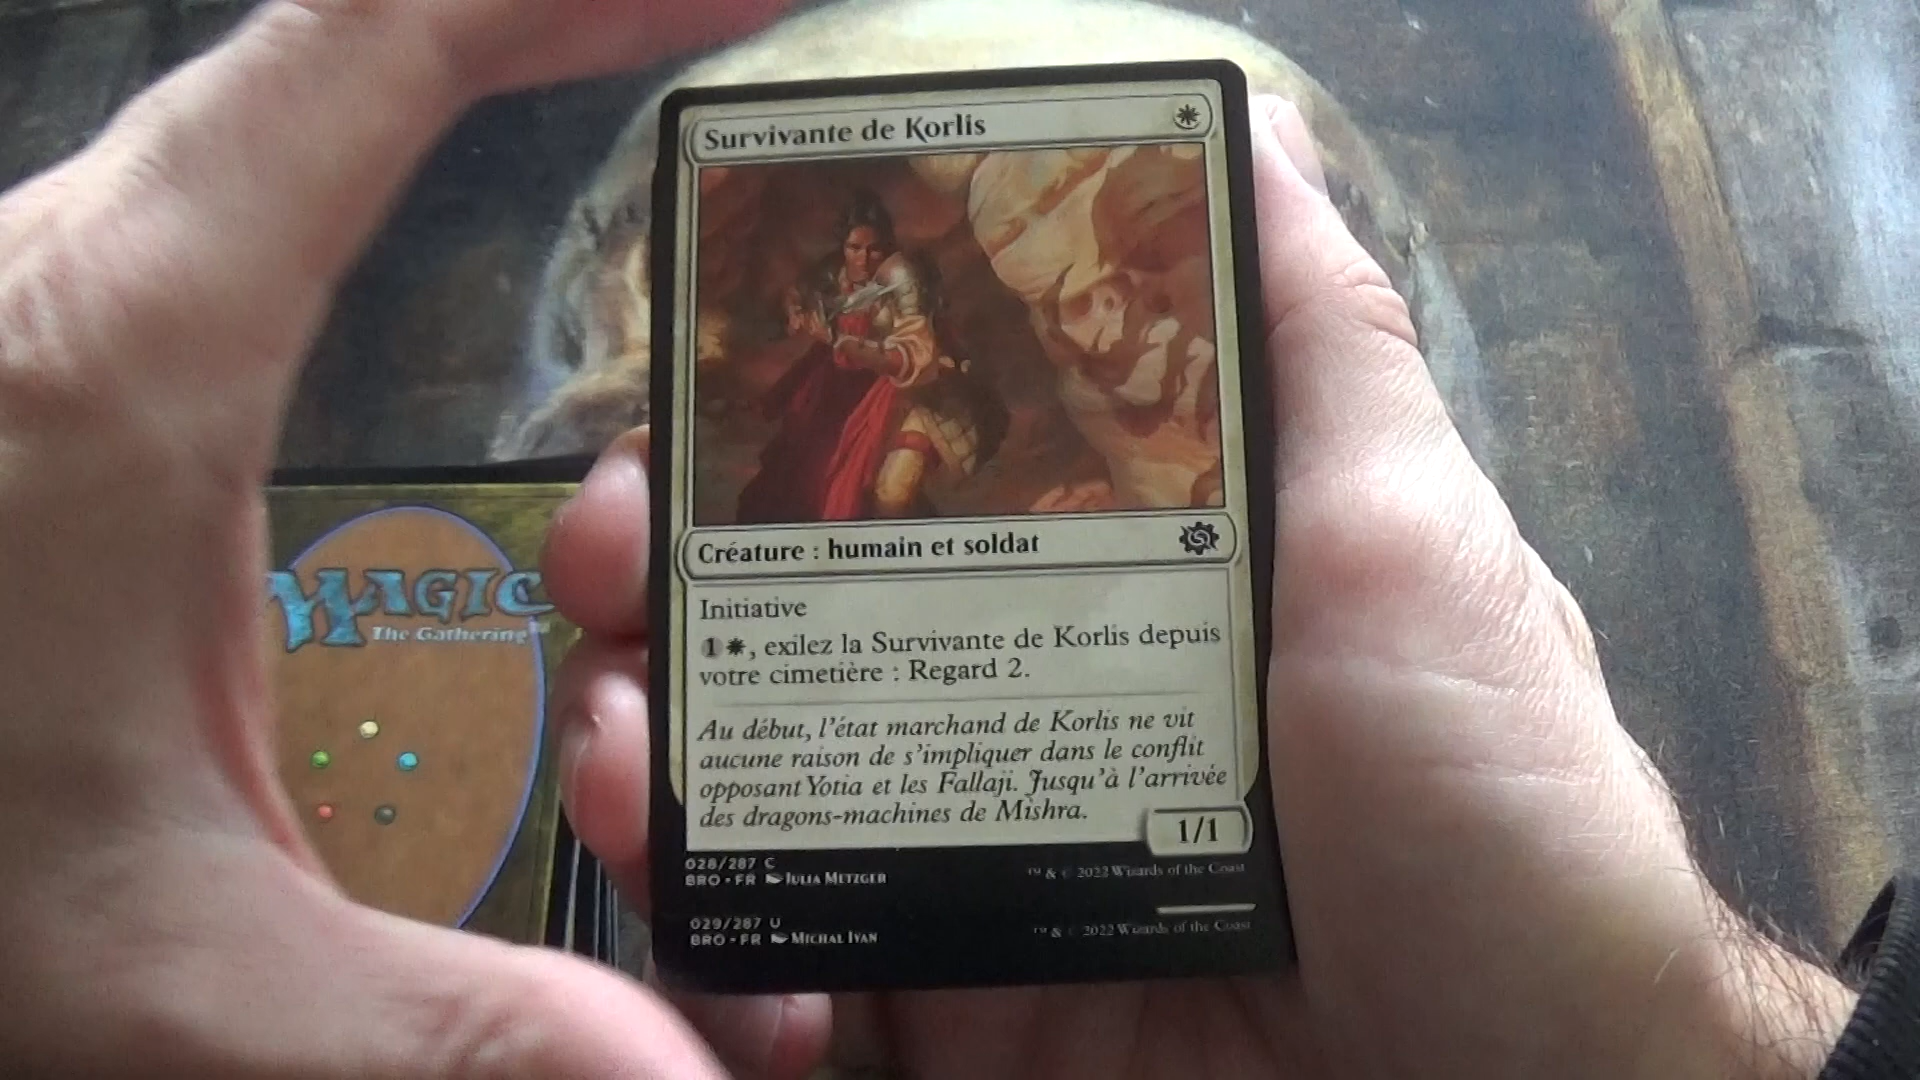 Survivante de Korlis
Créature : humain et soldat
Initiative
1, exilez la Survivante de Korlis depuis
votre cimetière : Regard 2.
Au début, l'état marchand de Korlis ne vit
aucune raison de s'impliquer dans le conflit
opposant Yotia et les Fallaji. Jusqu'à l'arrivée
des dragons-machines de Mishra.
1/1
028/287 C
BRO • FR Julia Metzger
™ & © 2022 Wizards of the Coast
029/287 U
BRO • FR Michal Ivan
™ & © 2022 Wizards of the Coast
MAGIC
The Gathering